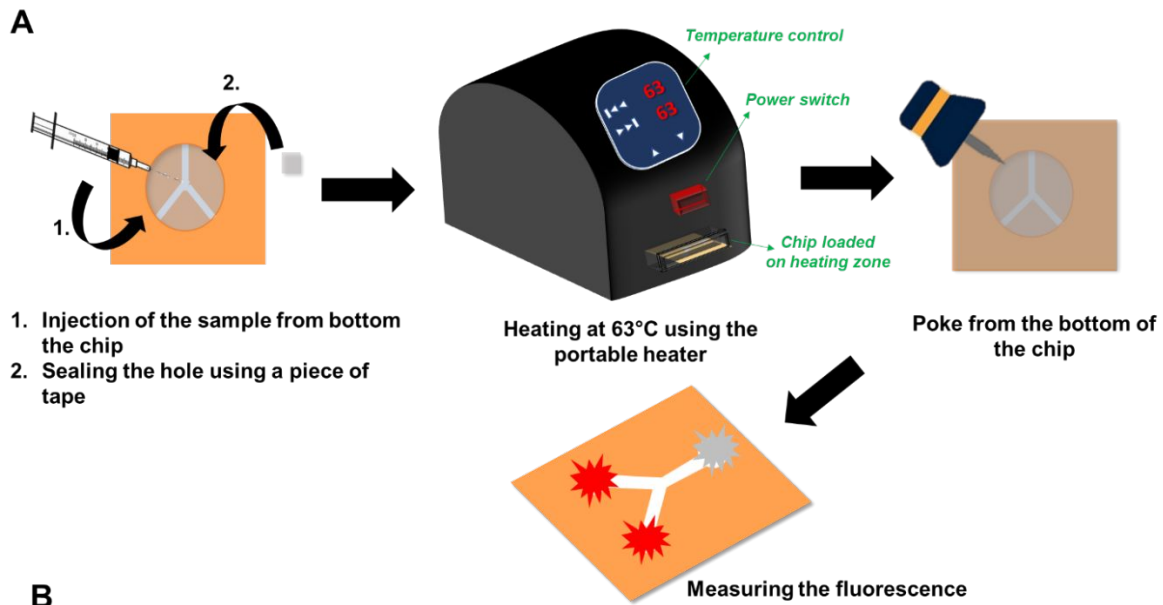 A
2.
1.
1. Injection of the sample from bottom
the chip
2. Sealing the hole using a piece of
tape
Temperature control
63
63
Power switch
Chip loaded
on heating zone
Heating at 63°C using the
portable heater
Poke from the bottom of
the chip
Measuring the fluorescence
B